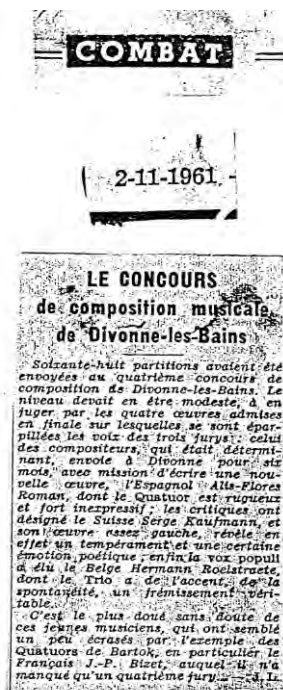 COMBAT
2-11-1961
LE CONCOURS
de composition musicale
de Divonne-les-Bains
Soixante-huit partitions avaient été
envoyées au quatrième concours de
composition de Divonne-les-Bains. Le
niveau devait en être modeste, à en
juger par les quatre œuvres admises
en finale sur lesquelles se sont épar-
pillées les voix des trois jurys : celui
des compositeurs, qui était détermi-
nant, envoie à Divonne pour six
mois, avec mission d'écrire une nou-
velle œuvre, l'Espagnol Alis-Flores
Roman, dont le Quatuor est rugueux
et fort inexpressif ; les critiques ont
désigné le Suisse Serge Kaufmann, et
son œuvre assez gauche, révèle en
effet un tempérament et une certaine
émotion poétique ; enfin la vox populi
a élu le Belge Hermann Roelstraete,
dont le Trio a de l'accent, de la
spontanéité, un frémissement véri-
table.
C'est le plus doué sans doute de
ces jeunes musiciens, qui ont semblé
un peu écrasés par l'exemple des
Quatuors de Bartok, en particulier le
Français J.-P. Bizet, auquel il n'a
manqué qu'un quatrième jury. — J. L.